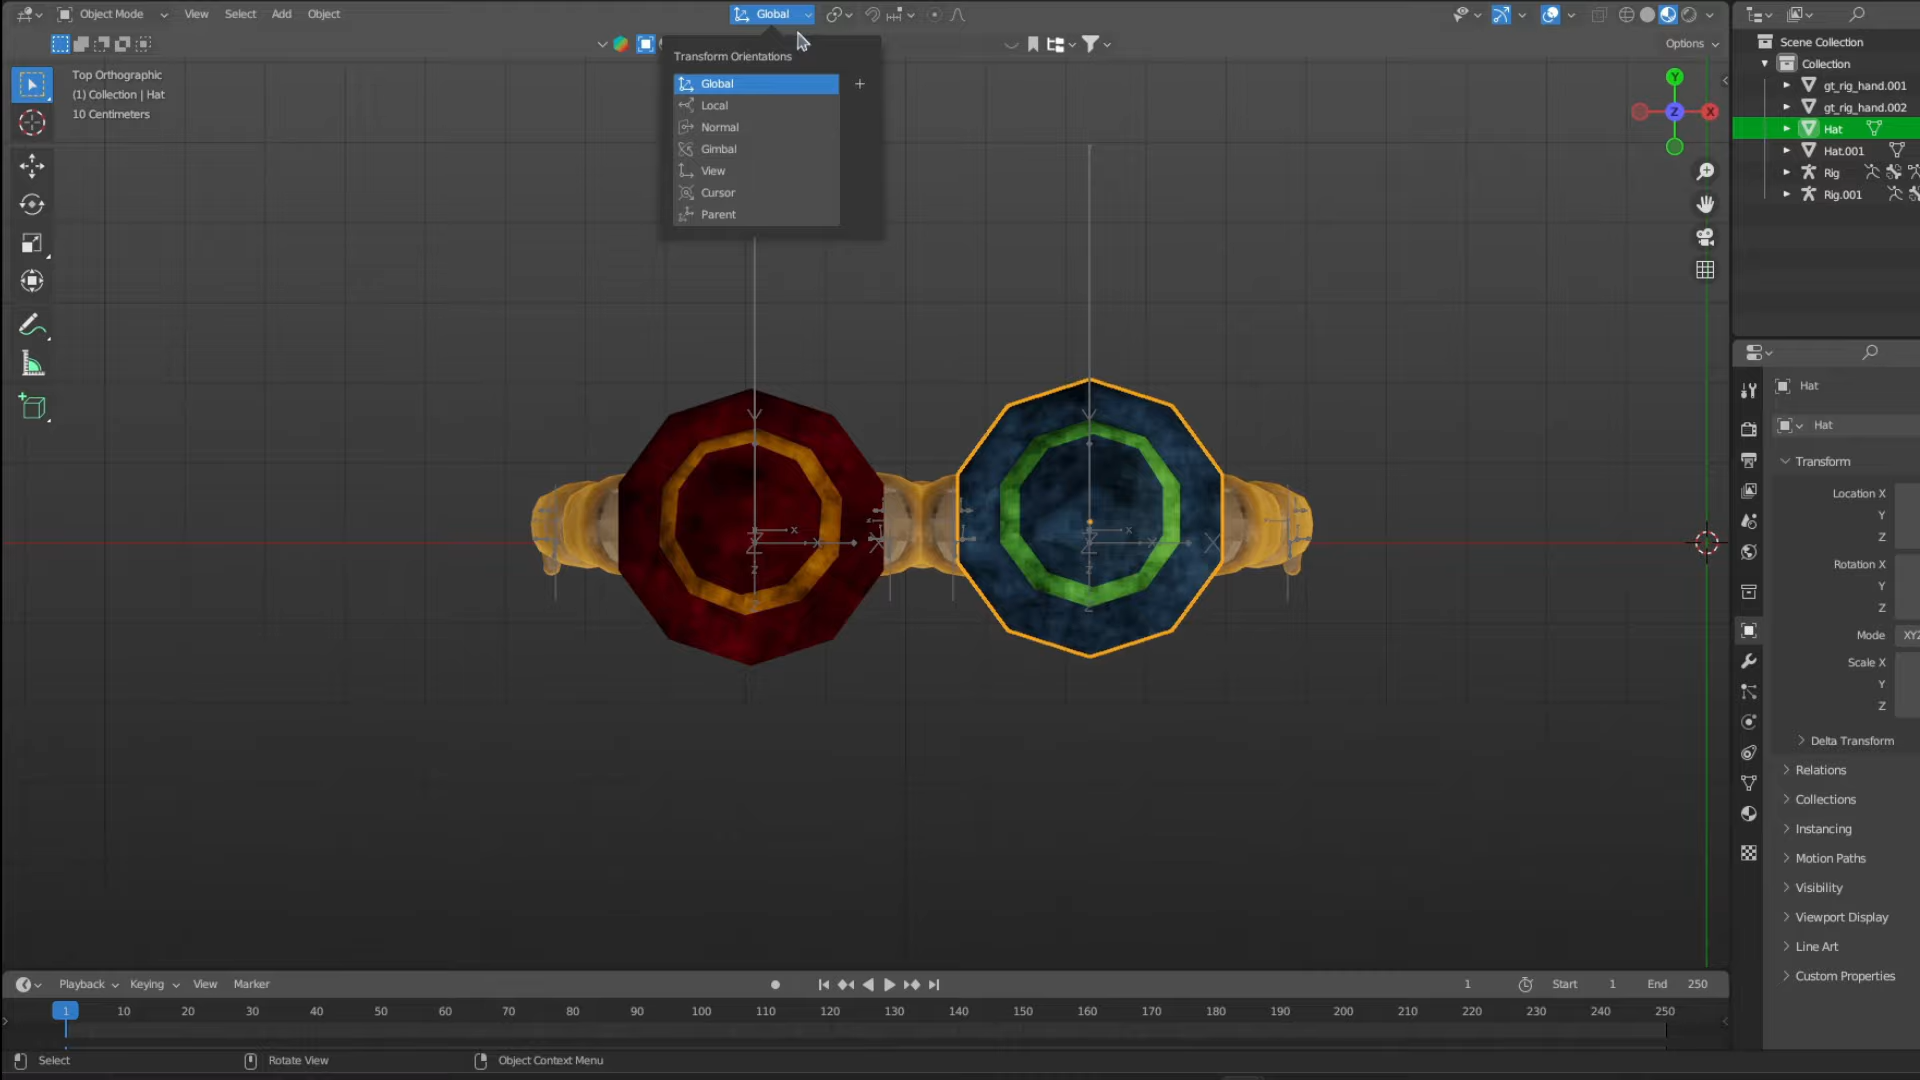 Object Mode View Select Add Object Global
Options
Top Orthographic
(1) Collection | Hat
10 Centimeters
Transform Orientations
Global
Local
Normal
Gimbal
View
Cursor
Parent
Y
Z
X
Scene Collection
Collection
gt_rig_hand.001
gt_rig_hand.002
Hat
Hat.001
Rig
Rig.001
Hat
Hat
Transform
Location X
Y
Z
Rotation X
Y
Z
Mode XYZ
Scale X
Y
Z
Delta Transform
Relations
Collections
Instancing
Motion Paths
Visibility
Viewport Display
Line Art
Custom Properties
Playback Keying View Marker 1 Start 1 End 250
1 10 20 30 40 50 60 70 80 90 100 110 120 130 140 150 160 170 180 190 200 210 220 230 240 250
Select Rotate View Object Context Menu